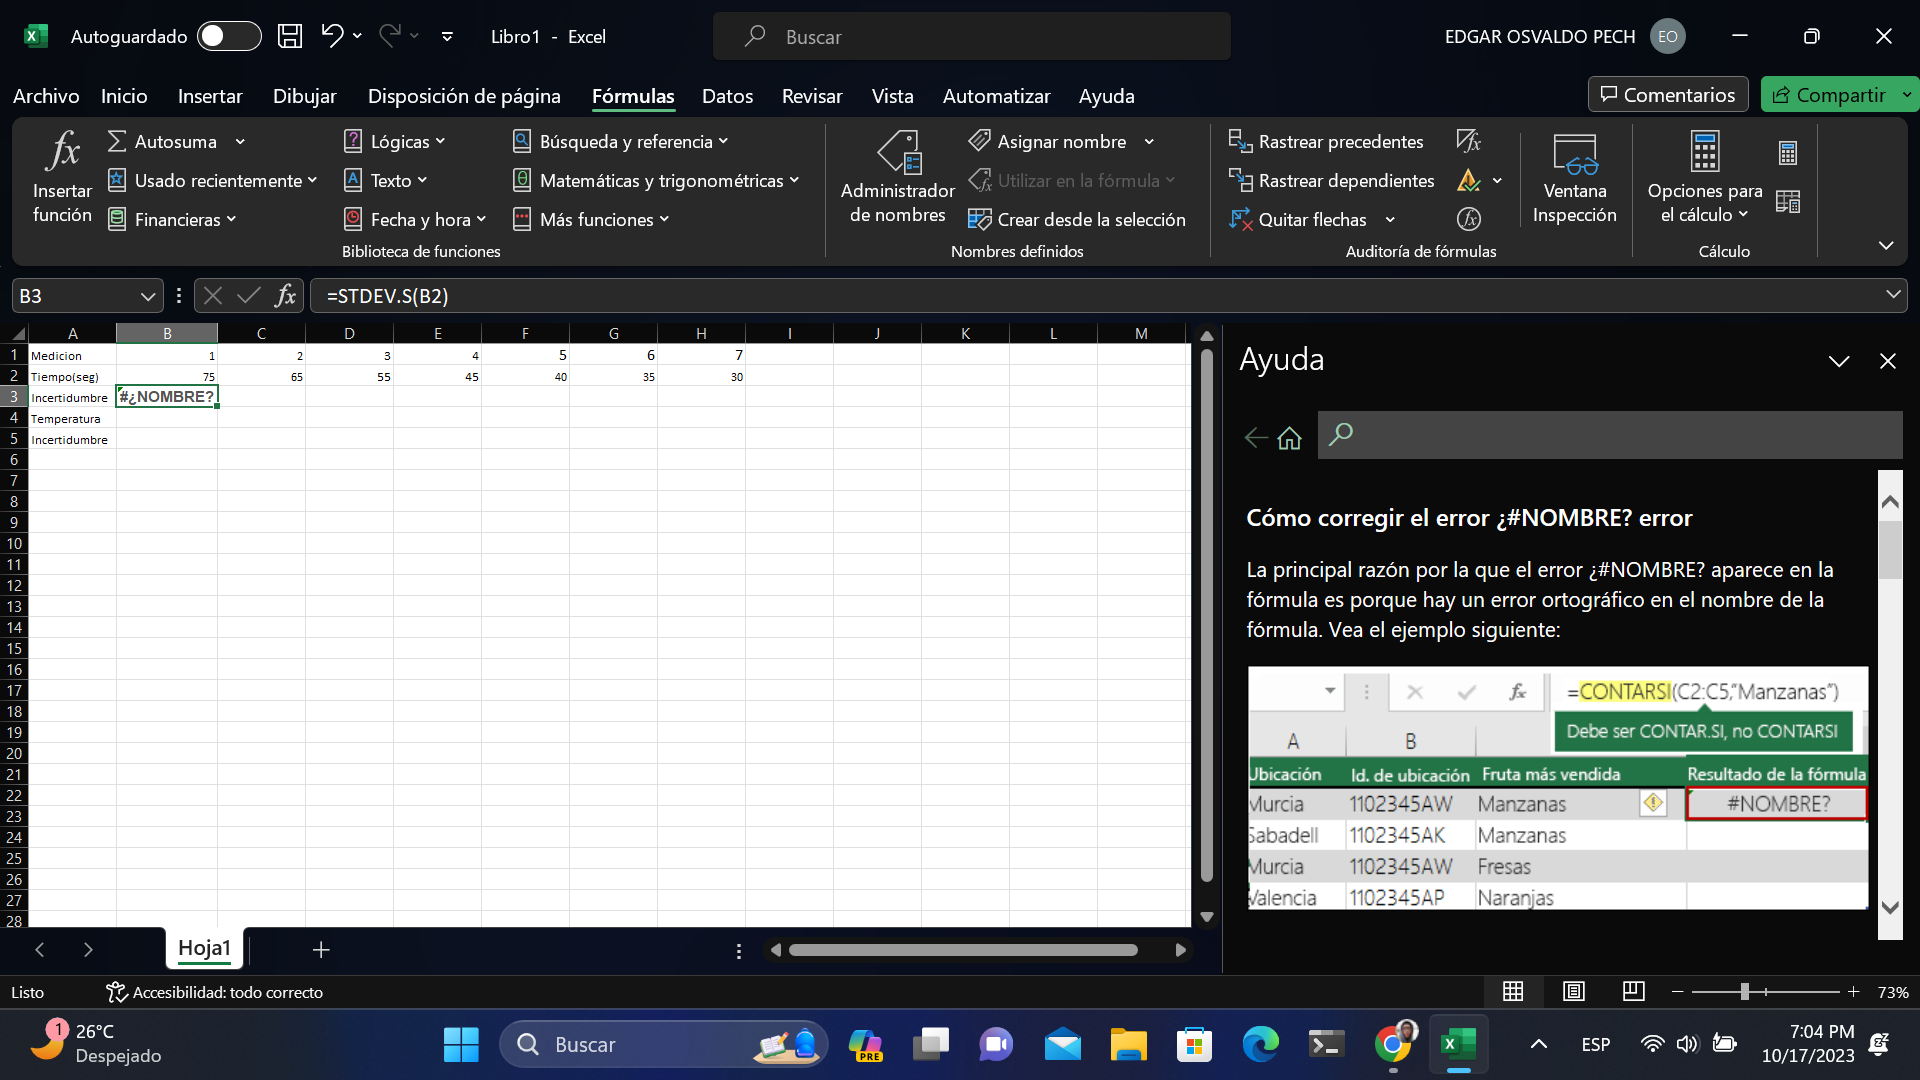 Autoguardado
Libro1 - Excel
Buscar
EDGAR OSVALDO PECH
EO
Archivo Inicio Insertar Dibujar Disposición de página Fórmulas Datos Revisar Vista Automatizar Ayuda
Comentarios
Compartir
fx Insertar función
Autosuma
Usado recientemente
Financieras
Lógicas
Texto
Fecha y hora
Búsqueda y referencia
Matemáticas y trigonométricas
Más funciones
Biblioteca de funciones
Administrador de nombres
Asignar nombre
Utilizar en la fórmula
Crear desde la selección
Nombres definidos
Rastrear precedentes
Rastrear dependientes
Quitar flechas
Auditoría de fórmulas
Ventana Inspección
Opciones para el cálculo
Cálculo
B3
fx
=STDEV.S(B2)
A B C D E F G H I J K L M
1 Medicion 1 2 3 4 5 6 7
2 Tiempo(seg) 75 65 55 45 40 35 30
3 Incertidumbre #¿NOMBRE?
4 Temperatura
5 Incertidumbre
6
7
8
9
10
11
12
13
14
15
16
17
18
19
20
21
22
23
24
25
26
27
28
Hoja1
Ayuda
Cómo corregir el error ¿#NOMBRE? error
La principal razón por la que el error ¿#NOMBRE? aparece en la
fórmula es porque hay un error ortográfico en el nombre de la
fórmula. Vea el ejemplo siguiente:
fx
=CONTARSI(C2:C5,"Manzanas")
Debe ser CONTAR.SI, no CONTARSI
A B
Ubicación Id. de ubicación Fruta más vendida Resultado de la fórmula
Murcia 1102345AW Manzanas #NOMBRE?
Sabadell 1102345AK Manzanas
Murcia 1102345AW Fresas
Valencia 1102345AP Naranjas
Listo
Accesibilidad: todo correcto
73%
1
26°C
Despejado
Buscar
PRE
ESP
7:04 PM
10/17/2023